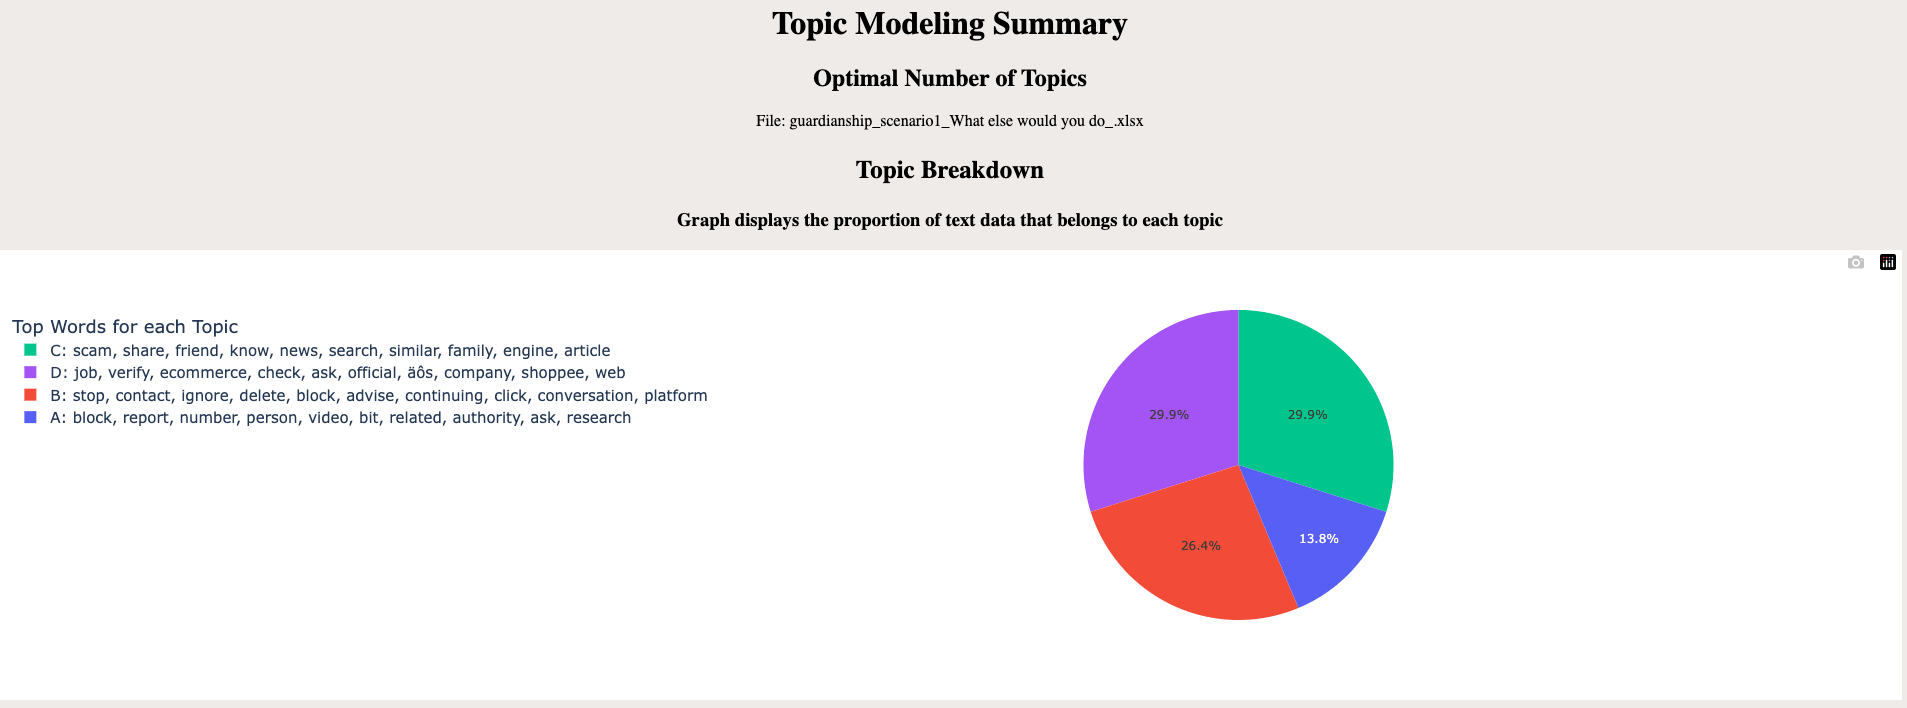 Topic Modeling Summary
Optimal Number of Topics
File: guardianship_scenario1_What else would you do_.xlsx
Topic Breakdown
Graph displays the proportion of text data that belongs to each topic
Top Words for each Topic
C: scam, share, friend, know, news, search, similar, family, engine, article
D: job, verify, ecommerce, check, ask, official, äôs, company, shoppee, web
B: stop, contact, ignore, delete, block, advise, continuing, click, conversation, platform
A: block, report, number, person, video, bit, related, authority, ask, research
29.9%
29.9%
26.4%
13.8%